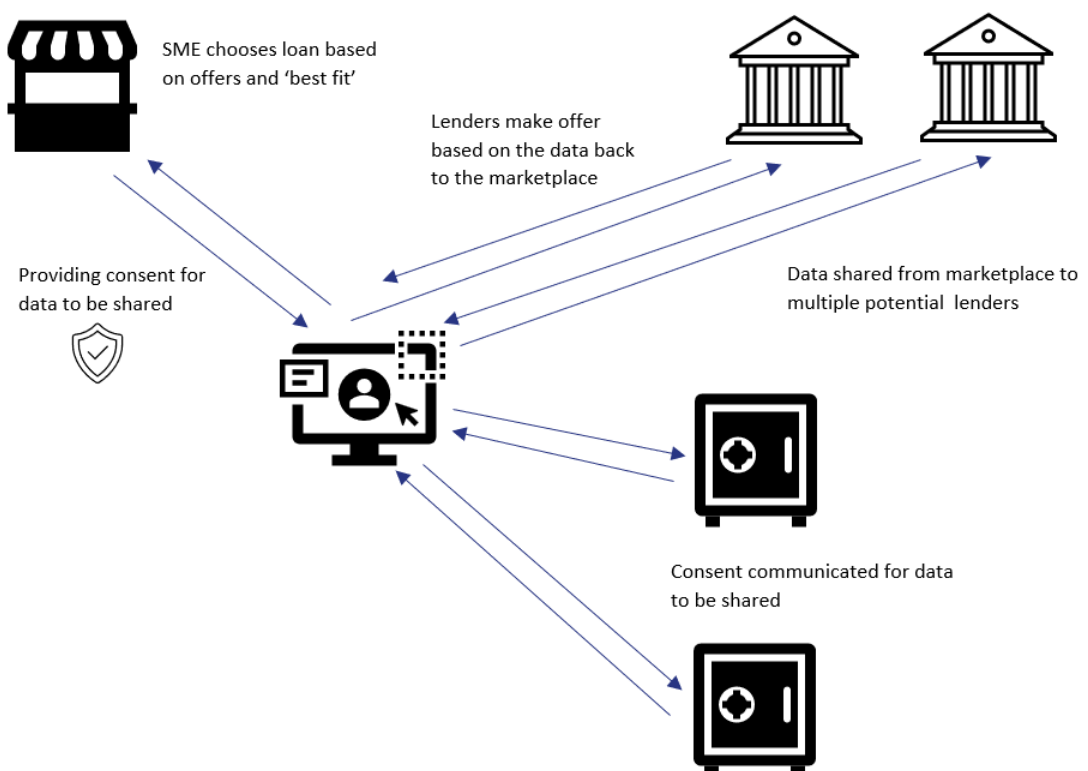 SME chooses loan based
on offers and ‘best fit’
Lenders make offer
based on the data back
to the marketplace
Providing consent for
data to be shared
Data shared from marketplace to
multiple potential  lenders
Consent communicated for data
to be shared